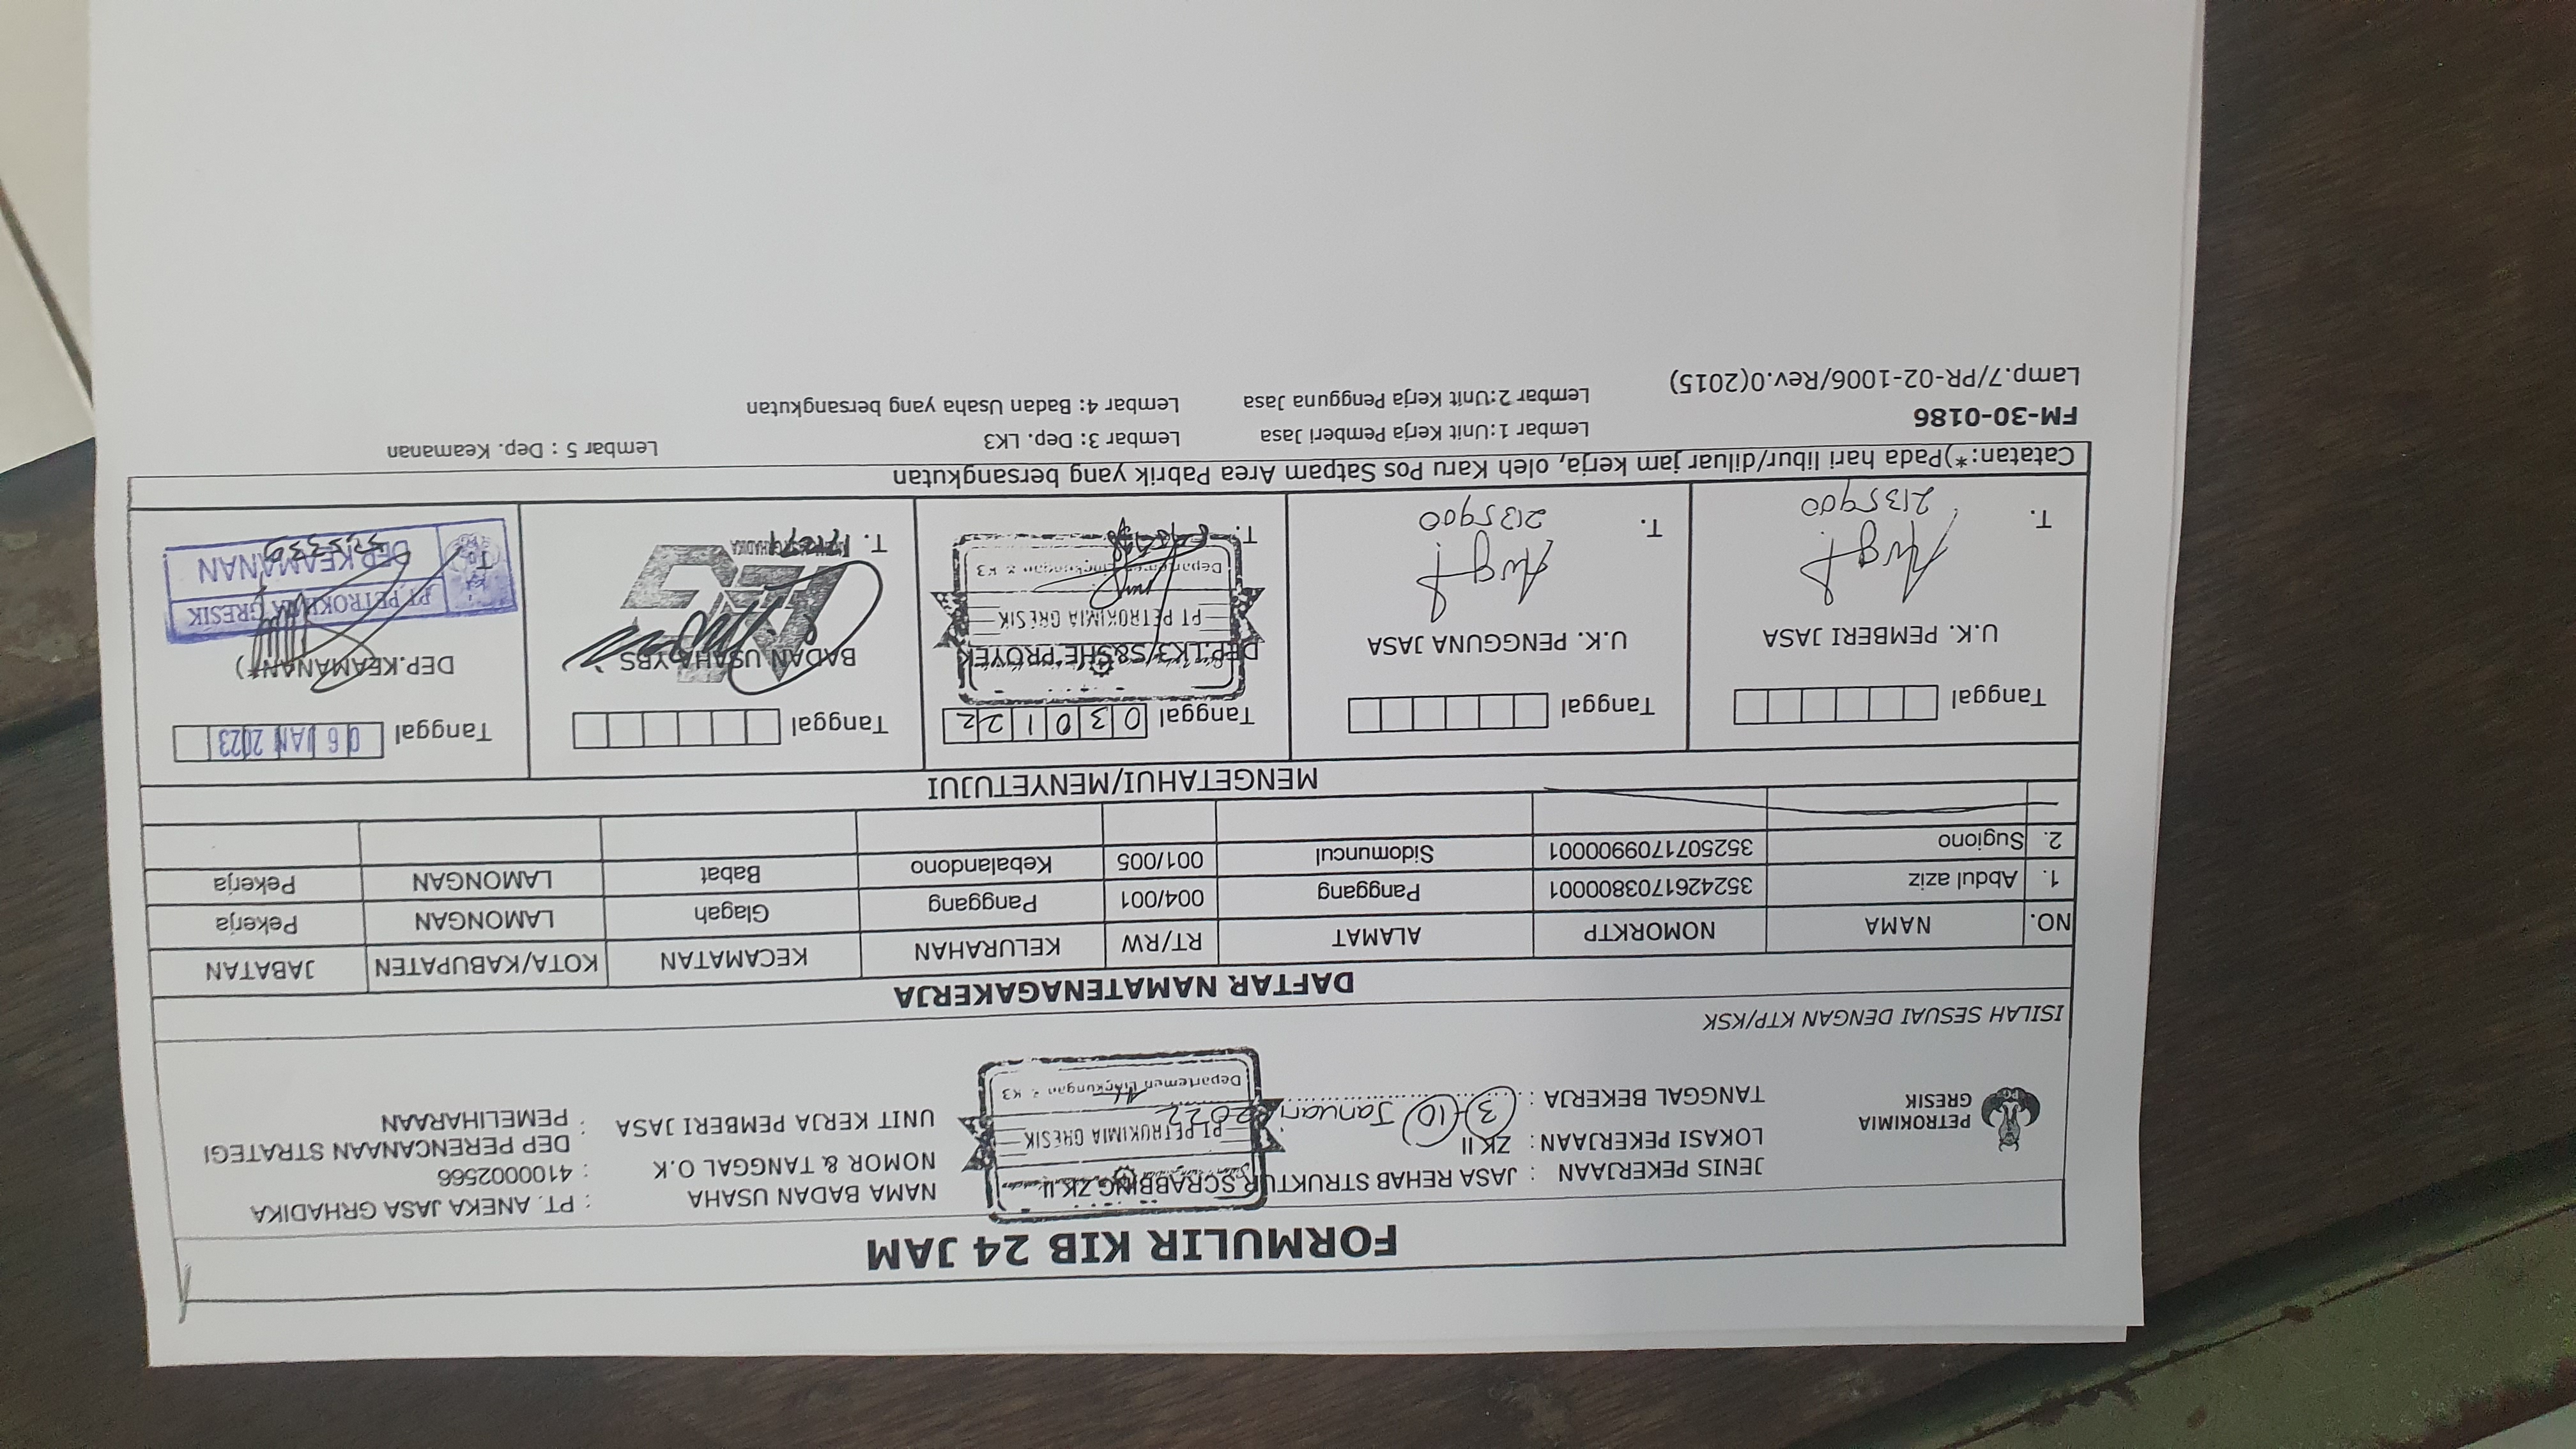 FORMULIR KIB 24 JAM
PETROKIMIA
GRESIK
JENIS PEKERJAAN : JASA REHAB STRUKTUR SCRABBING ZK II
LOKASI PEKERJAAN : ZK II
TANGGAL BEKERJA : 3 - 10 Januari 2022
PT PETROKIMIA GRESIK
Departemen Lingkungan & K3
NAMA BADAN USAHA : PT. ANEKA JASA GRHADIKA
NOMOR & TANGGAL O.K : 4100002566
UNIT KERJA PEMBERI JASA : DEP PERENCANAAN STRATEGI
PEMELIHARAAN
ISILAH SESUAI DENGAN KTP/KSK
DAFTAR NAMATENAGAKERJA
NO. NAMA NOMORKTP ALAMAT RT/RW KELURAHAN KECAMATAN KOTA/KABUPATEN JABATAN
1. Abdul aziz 3524261703800001 Panggang 004/001 Panggang Glagah LAMONGAN Pekerja
2. Sugiono 3525071709900001 Sidomuncul 001/005 Kebalandono Babat LAMONGAN Pekerja
MENGETAHUI/MENYETUJUI
Tanggal
U.K. PEMBERI JASA
T.
2135900
Tanggal
U.K. PENGGUNA JASA
T.
2135900
Tanggal 030122
DEP.LK3/S&SHE PROYEK
PT PETROKIMIA GRESIK
Departemen Lingkungan & K3
T.
Tanggal
BADAN USAHA YBS
T.
GRHADIKA
Tanggal 06 JAN 2023
DEP.KEAMANAN*)
PT PETROKIMIA GRESIK
DEP.KEAMANAN
T.
Catatan:*)Pada hari libur/diluar jam kerja, oleh Karu Pos Satpam Area Pabrik yang bersangkutan
FM-30-0186
Lamp.7/PR-02-1006/Rev.0(2015)
Lembar 1:Unit Kerja Pemberi Jasa
Lembar 2:Unit Kerja Pengguna Jasa
Lembar 3: Dep. LK3
Lembar 4: Badan Usaha yang bersangkutan
Lembar 5 : Dep. Keamanan